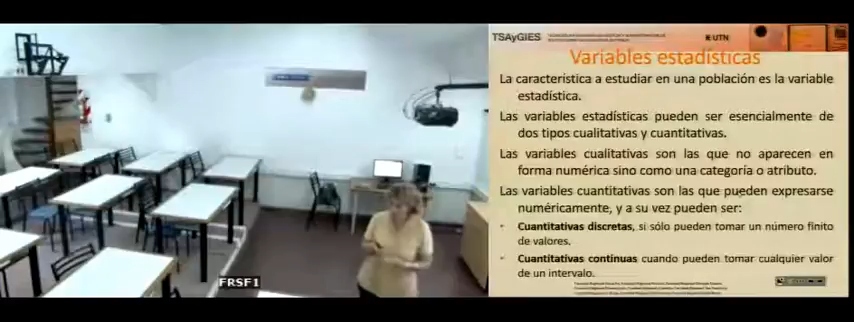 FRSF1
TSAyGIES
UTN
Variables estadísticas
La característica a estudiar en una población es la variable
estadística.
Las variables estadísticas pueden ser esencialmente de
dos tipos cualitativas y cuantitativas.
Las variables cualitativas son las que no aparecen en
forma numérica sino como una categoría o atributo.
Las variables cuantitativas son las que pueden expresarse
numéricamente, y a su vez pueden ser:
• Cuantitativas discretas, si sólo pueden tomar un número finito
de valores.
• Cuantitativas contínuas cuando pueden tomar cualquier valor
de un intervalo.